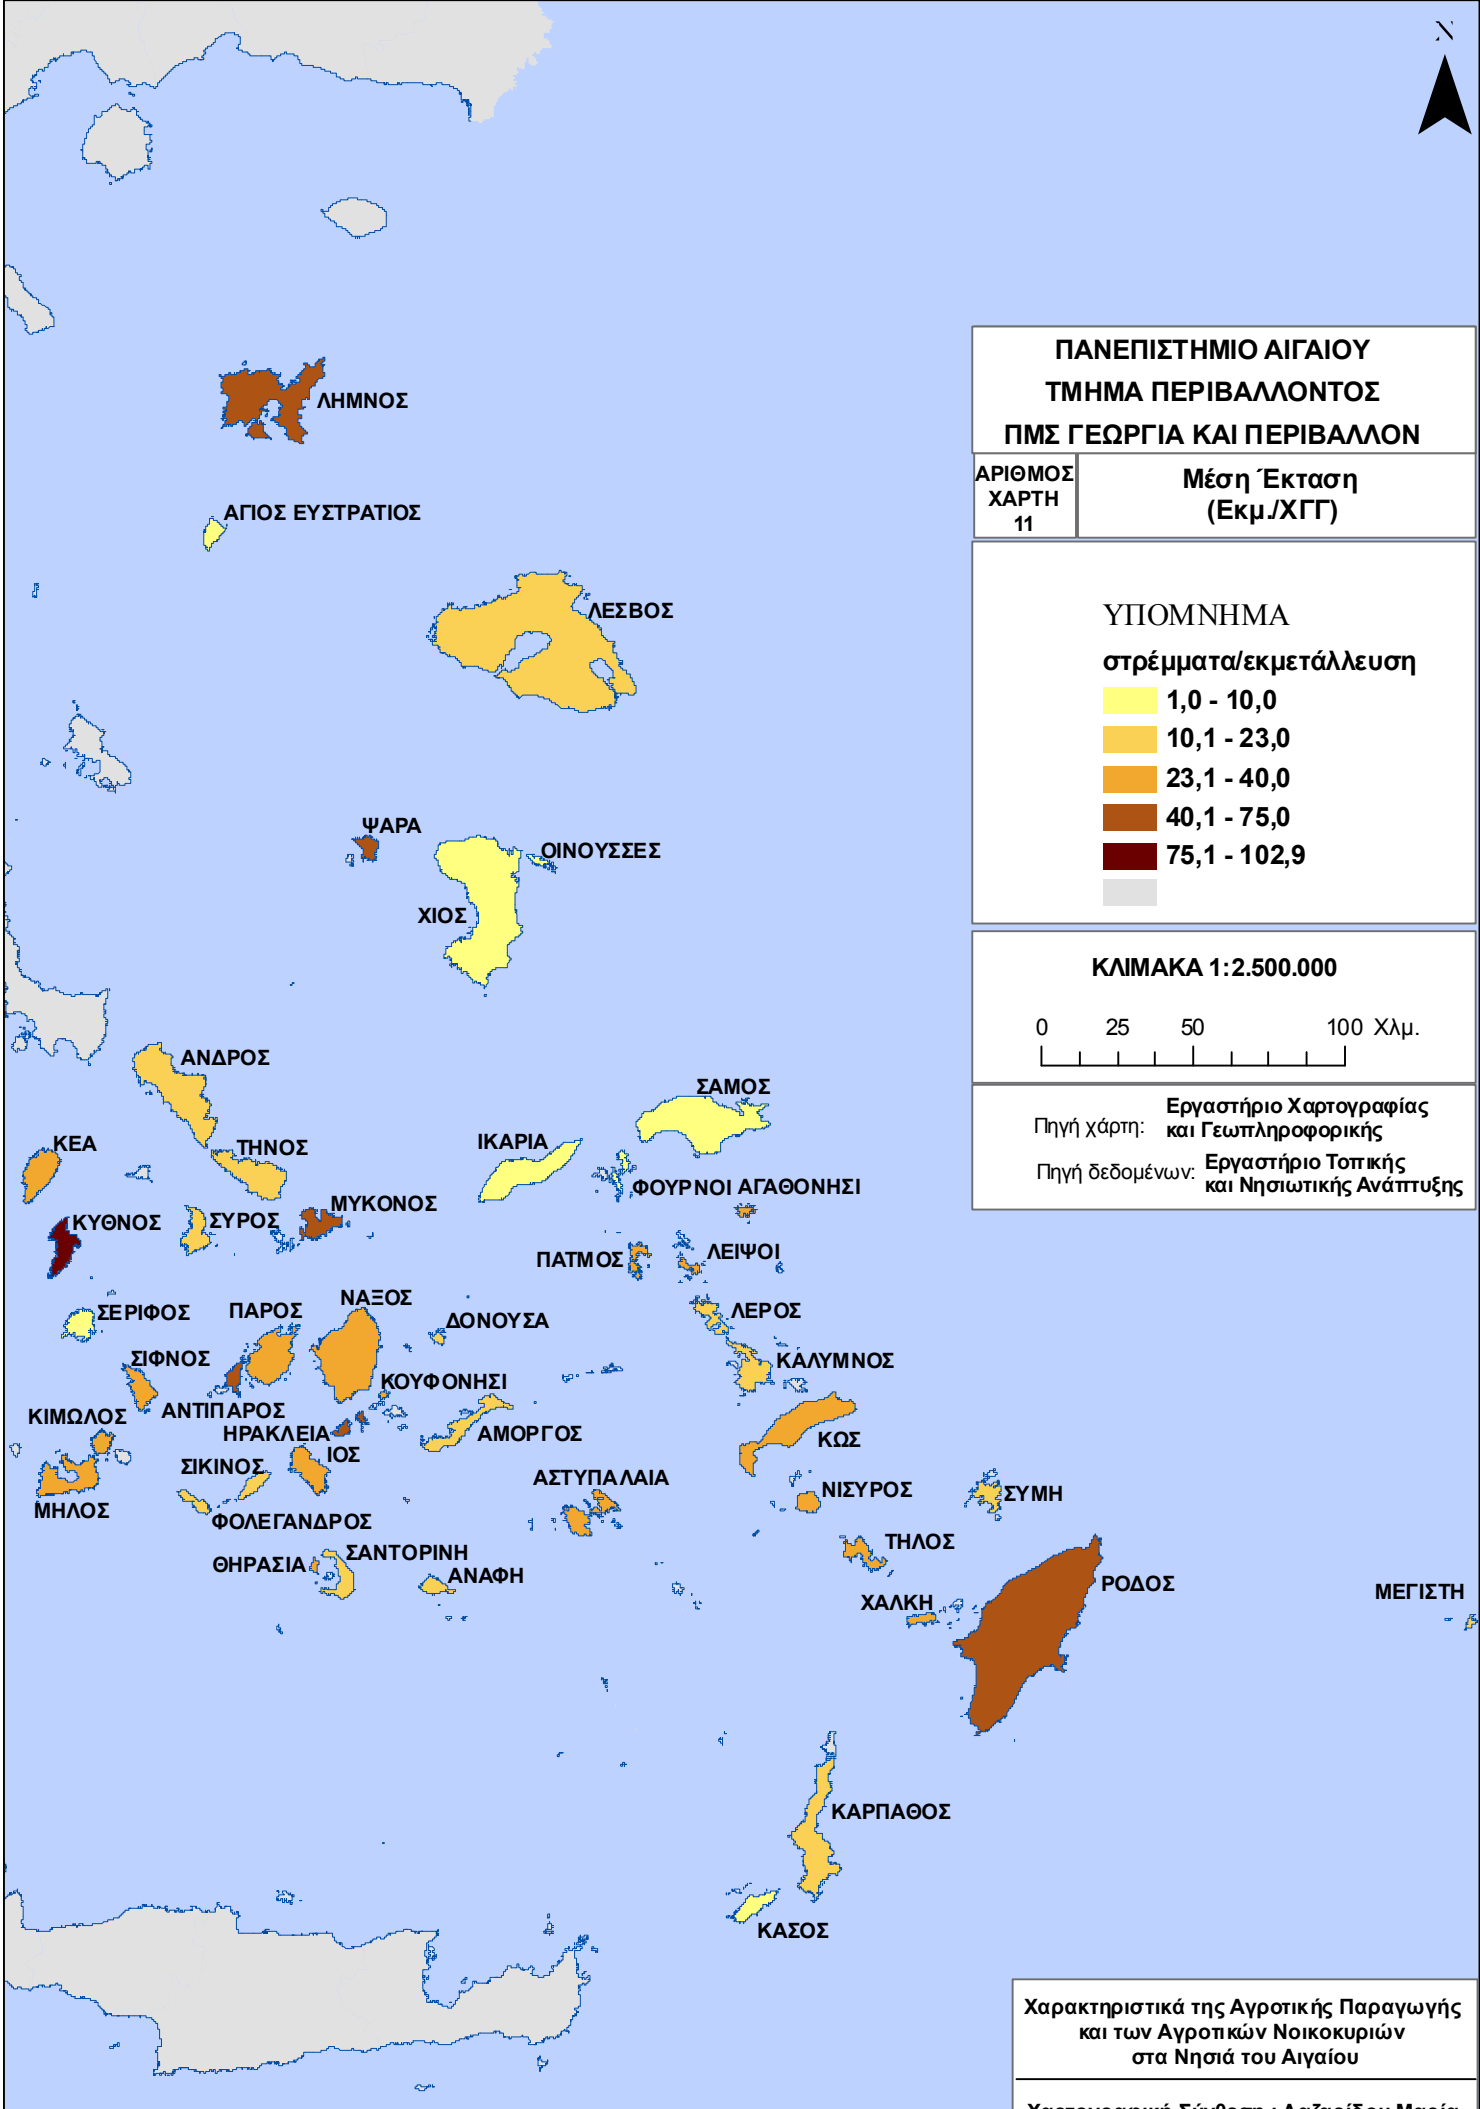 N
ΠΑΝΕΠΙΣΤΗΜΙΟ ΑΙΓΑΙΟΥ
ΤΜΗΜΑ ΠΕΡΙΒΑΛΛΟΝΤΟΣ
ΠΜΣ ΓΕΩΡΓΙΑ ΚΑΙ ΠΕΡΙΒΑΛΛΟΝ
ΑΡΙΘΜΟΣ
ΧΑΡΤΗ
11
Μέση Έκταση
(Εκμ./ΧΓΓ)
ΥΠΟΜΝΗΜΑ
στρέμματα/εκμετάλλευση
1,0 - 10,0
10,1 - 23,0
23,1 - 40,0
40,1 - 75,0
75,1 - 102,9
ΚΛΙΜΑΚΑ 1:2.500.000
0 25 50 100 Χλμ.
Πηγή χάρτη: Εργαστήριο Χαρτογραφίας
και Γεωπληροφορικής
Πηγή δεδομένων: Εργαστήριο Τοπικής
και Νησιωτικής Ανάπτυξης
ΛΗΜΝΟΣ
ΑΓΙΟΣ ΕΥΣΤΡΑΤΙΟΣ
ΛΕΣΒΟΣ
ΨΑΡΑ
ΟΙΝΟΥΣΣΕΣ
ΧΙΟΣ
ΑΝΔΡΟΣ
ΣΑΜΟΣ
ΚΕΑ
ΤΗΝΟΣ
ΙΚΑΡΙΑ
ΦΟΥΡΝΟΙ
ΑΓΑΘΟΝΗΣΙ
ΜΥΚΟΝΟΣ
ΚΥΘΝΟΣ
ΣΥΡΟΣ
ΠΑΤΜΟΣ
ΛΕΙΨΟΙ
ΣΕΡΙΦΟΣ
ΠΑΡΟΣ
ΝΑΞΟΣ
ΔΟΝΟΥΣΑ
ΛΕΡΟΣ
ΣΙΦΝΟΣ
ΚΑΛΥΜΝΟΣ
ΚΟΥΦΟΝΗΣΙ
ΑΝΤΙΠΑΡΟΣ
ΚΙΜΩΛΟΣ
ΗΡΑΚΛΕΙΑ
ΑΜΟΡΓΟΣ
ΚΩΣ
ΙΟΣ
ΣΙΚΙΝΟΣ
ΑΣΤΥΠΑΛΑΙΑ
ΝΙΣΥΡΟΣ
ΣΥΜΗ
ΜΗΛΟΣ
ΦΟΛΕΓΑΝΔΡΟΣ
ΤΗΛΟΣ
ΣΑΝΤΟΡΙΝΗ
ΘΗΡΑΣΙΑ
ΑΝΑΦΗ
ΡΟΔΟΣ
ΜΕΓΙΣΤΗ
ΧΑΛΚΗ
ΚΑΡΠΑΘΟΣ
ΚΑΣΟΣ
Χαρακτηριστικά της Αγροτικής Παραγωγής
και των Αγροτικών Νοικοκυριών
στα Νησιά του Αιγαίου
Χαρτογραφική Σύνθεση : Λαζαρίδου Μαρία